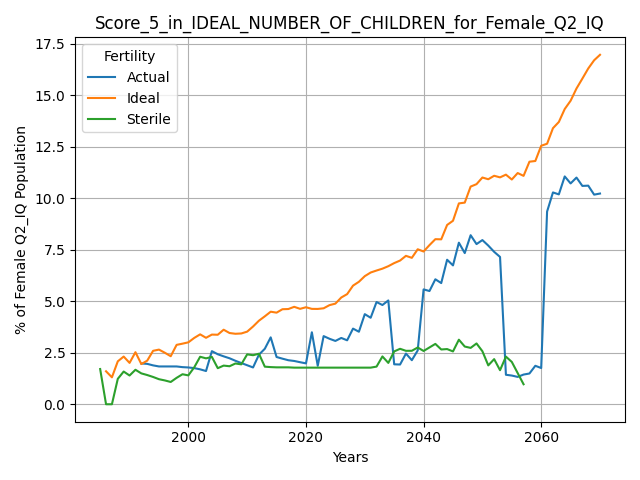 Score_5_in_IDEAL_NUMBER_OF_CHILDREN_for_Female_Q2_IQ
17.5
15.0
12.5
10.0
7.5
5.0
2.5
0.0
% of Female Q2_IQ Population
Fertility
Actual
Ideal
Sterile
2000
2020
2040
2060
Years